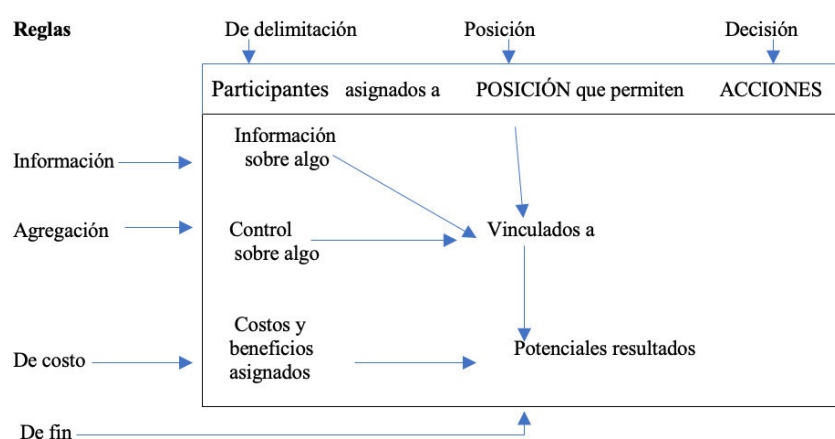 Reglas De delimitación Posición Decisión
Participantes asignados a POSICIÓN que permiten ACCIONES
Información
sobre algo
Información
Agregación
Control
sobre algo
Vinculados a
Costos y
beneficios
asignados
De costo
Potenciales resultados
De fin